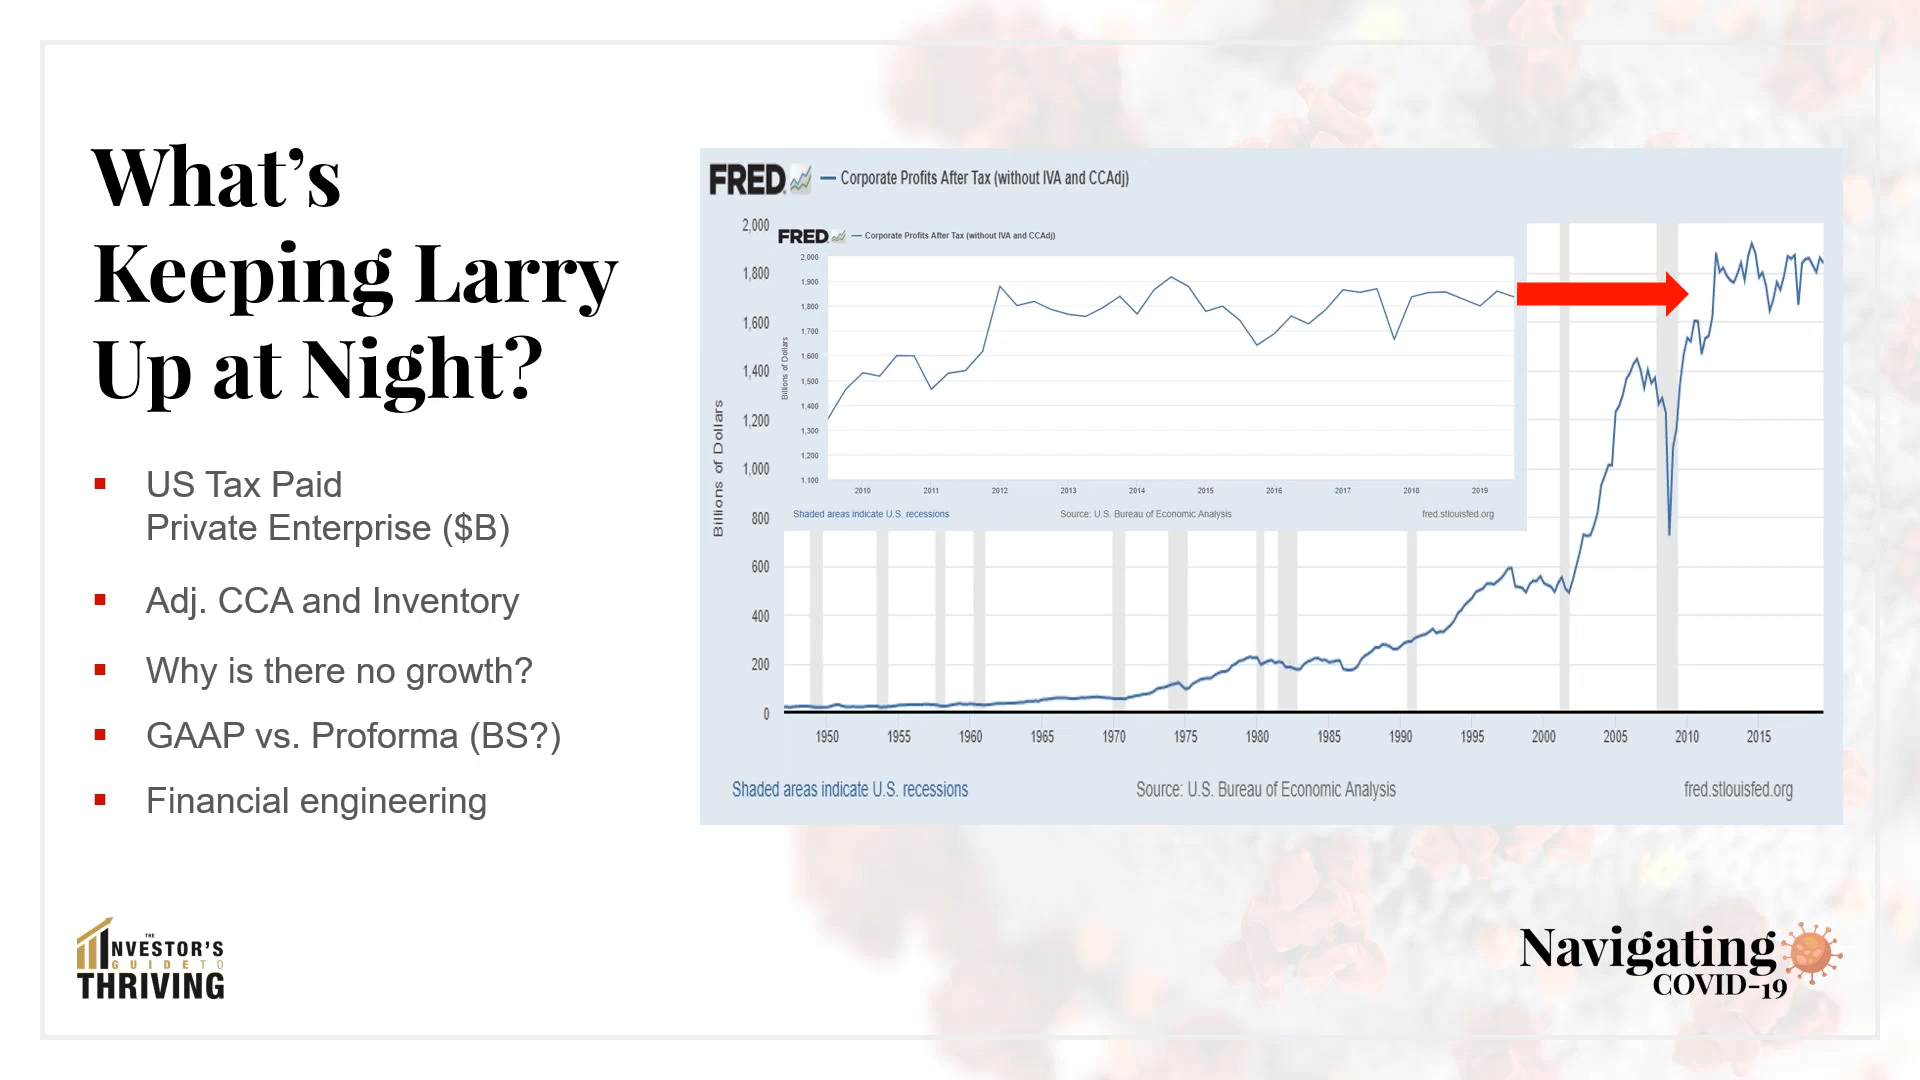 What’s
Keeping Larry
Up at Night?
▪ US Tax Paid
Private Enterprise ($B)
▪ Adj. CCA and Inventory
▪ Why is there no growth?
▪ GAAP vs. Proforma (BS?)
▪ Financial engineering
FRED — Corporate Profits After Tax (without IVA and CCAdj)
Billions of Dollars
2,000
1,800
1,600
1,400
1,200
1,000
800
600
400
200
0
1950 1955 1960 1965 1970 1975 1980 1985 1990 1995 2000 2005 2010 2015
Shaded areas indicate U.S. recessions Source: U.S. Bureau of Economic Analysis fred.stlouisfed.org
FRED — Corporate Profits After Tax (without IVA and CCAdj)
Billions of Dollars
2,000
1,900
1,800
1,700
1,600
1,500
1,400
1,300
1,200
1,100
2010 2011 2012 2013 2014 2015 2016 2017 2018 2019
Shaded areas indicate U.S. recessions Source: U.S. Bureau of Economic Analysis fred.stlouisfed.org
THE
INVESTOR’S
GUIDE TO
THRIVING
Navigating
COVID-19